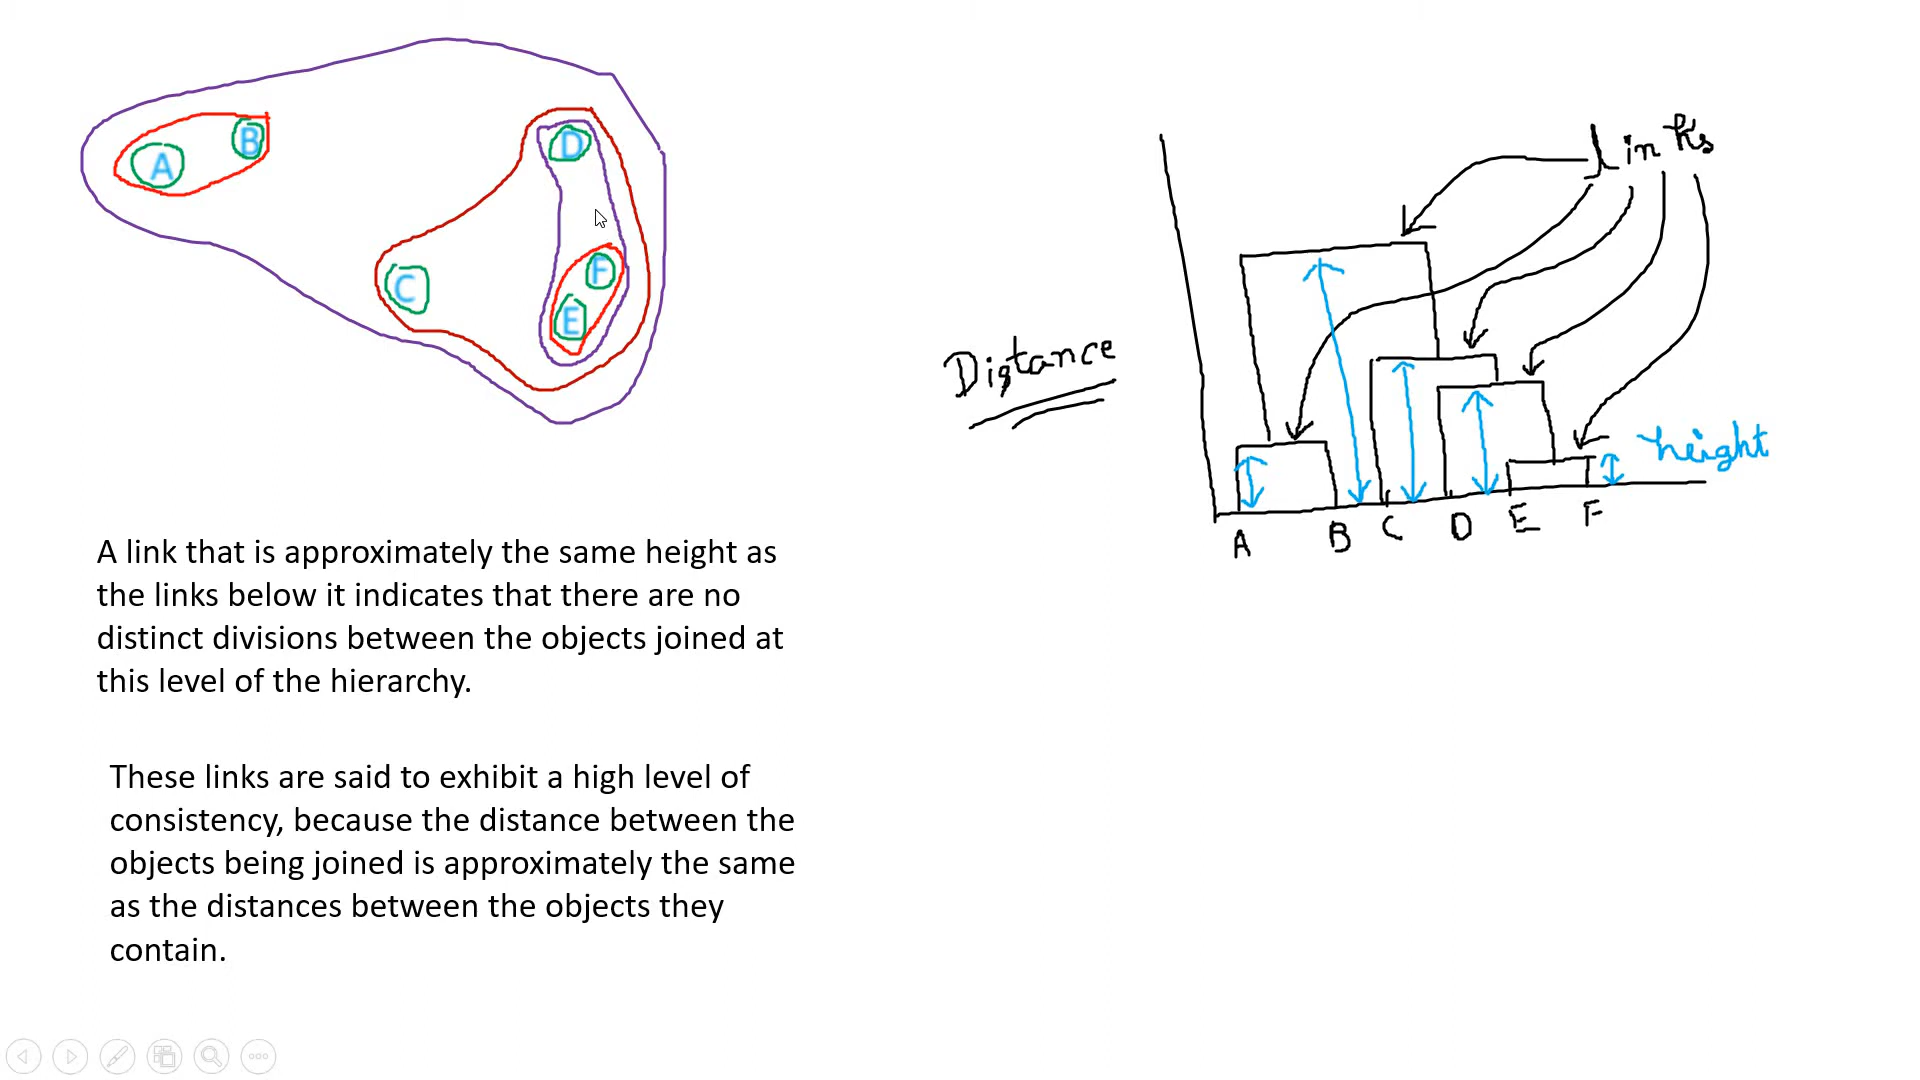 A
B
D
C
F
E
A link that is approximately the same height as
the links below it indicates that there are no
distinct divisions between the objects joined at
this level of the hierarchy.
These links are said to exhibit a high level of
consistency, because the distance between the
objects being joined is approximately the same
as the distances between the objects they
contain.
links
Distance
height
A B C D E F